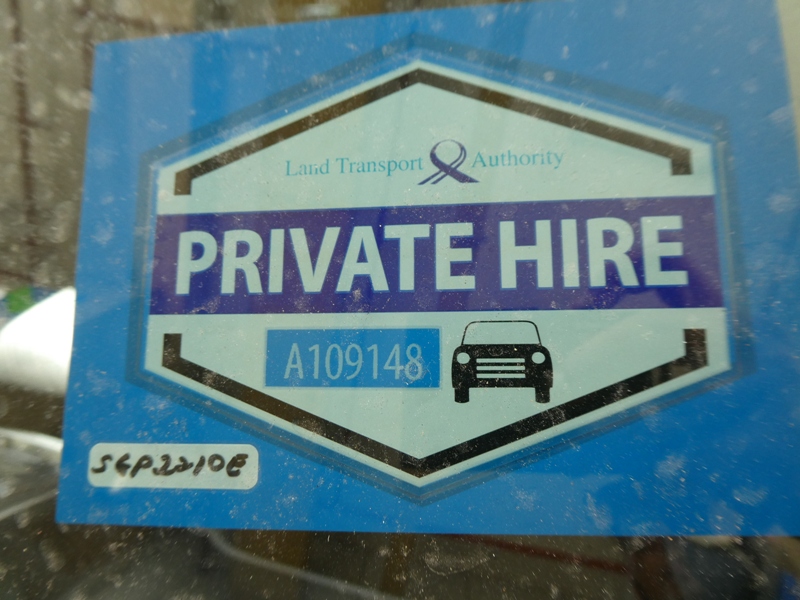 Land Transport Authority
PRIVATE HIRE
A109148
SGP2210E